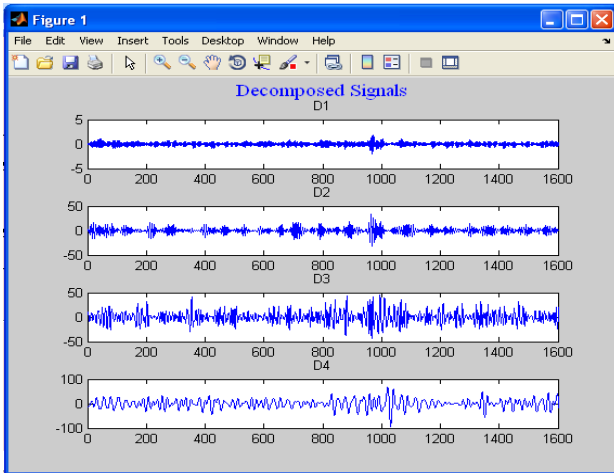 Figure 1
File Edit View Insert Tools Desktop Window Help
Decomposed Signals
D1
5
0
-5
0 200 400 600 800 1000 1200 1400 1600
D2
50
0
-50
0 200 400 600 800 1000 1200 1400 1600
D3
50
0
-50
0 200 400 600 800 1000 1200 1400 1600
D4
100
0
-100
0 200 400 600 800 1000 1200 1400 1600